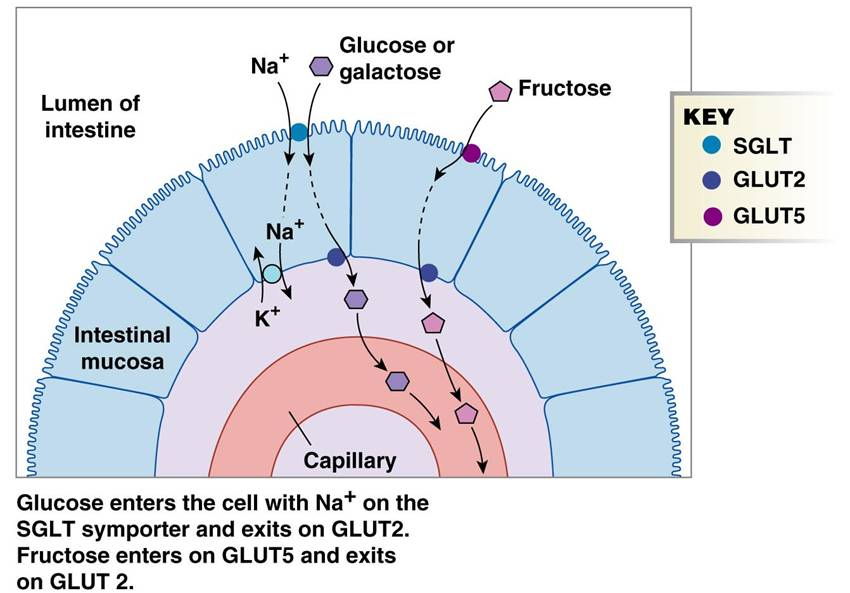 Na+
Glucose or
galactose
Fructose
Lumen of
intestine
KEY
SGLT
GLUT2
GLUT5
Na+
K+
Intestinal
mucosa
Capillary
Glucose enters the cell with Na+ on the
SGLT symporter and exits on GLUT2.
Fructose enters on GLUT5 and exits
on GLUT 2.